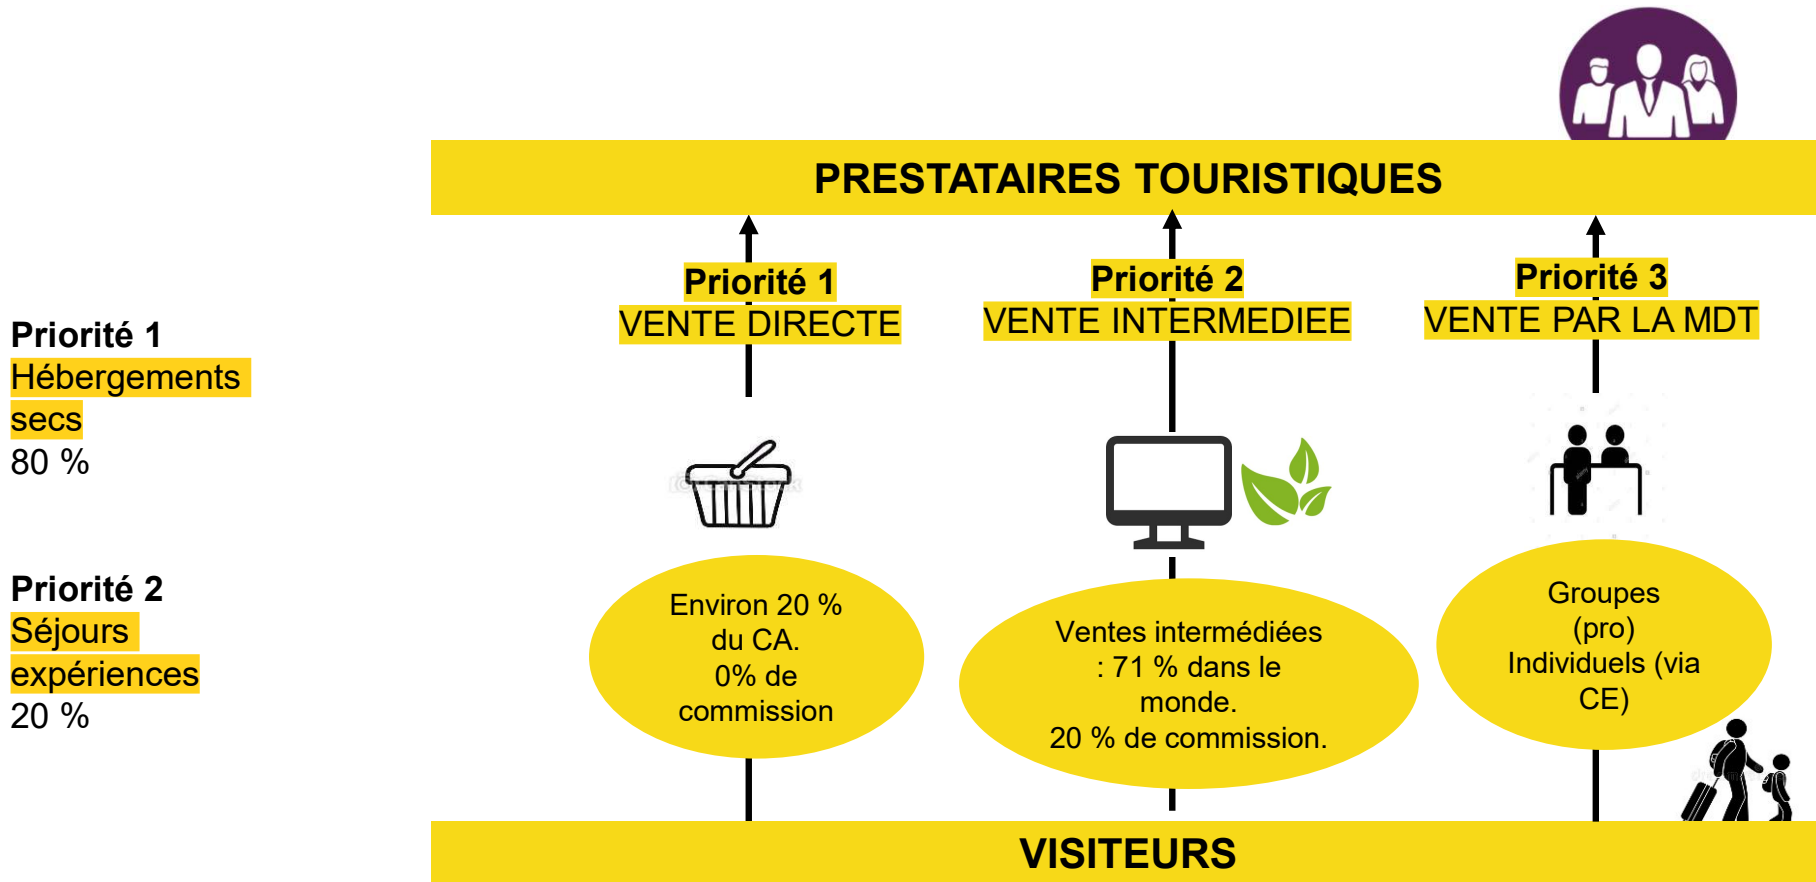 PRESTATAIRES TOURISTIQUES
Priorité 1
VENTE DIRECTE
Priorité 2
VENTE INTERMEDIEE
Priorité 3
VENTE PAR LA MDT
Priorité 1
Hébergements
secs
80 %
Priorité 2
Séjours
expériences
20 %
Environ 20 %
du CA.
0% de
commission
Ventes intermédiées
: 71 % dans le
monde.
20 % de commission.
Groupes
(pro)
Individuels (via
CE)
VISITEURS